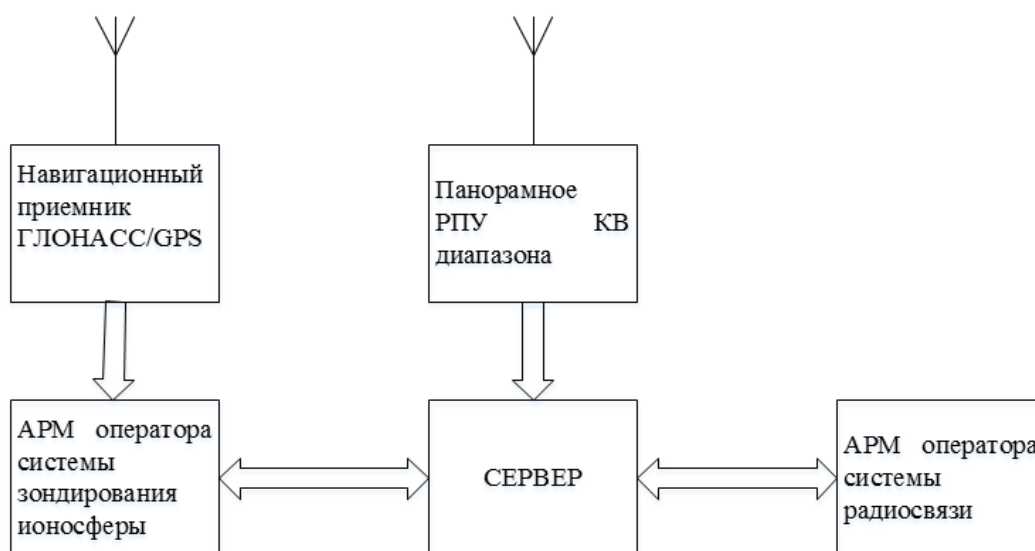 Навигационный
приемник
ГЛОНАСС/GPS
Панорамное
РПУ КВ
диапазона
АРМ оператора
системы
зондирования
ионосферы
СЕРВЕР
АРМ оператора
системы
радиосвязи